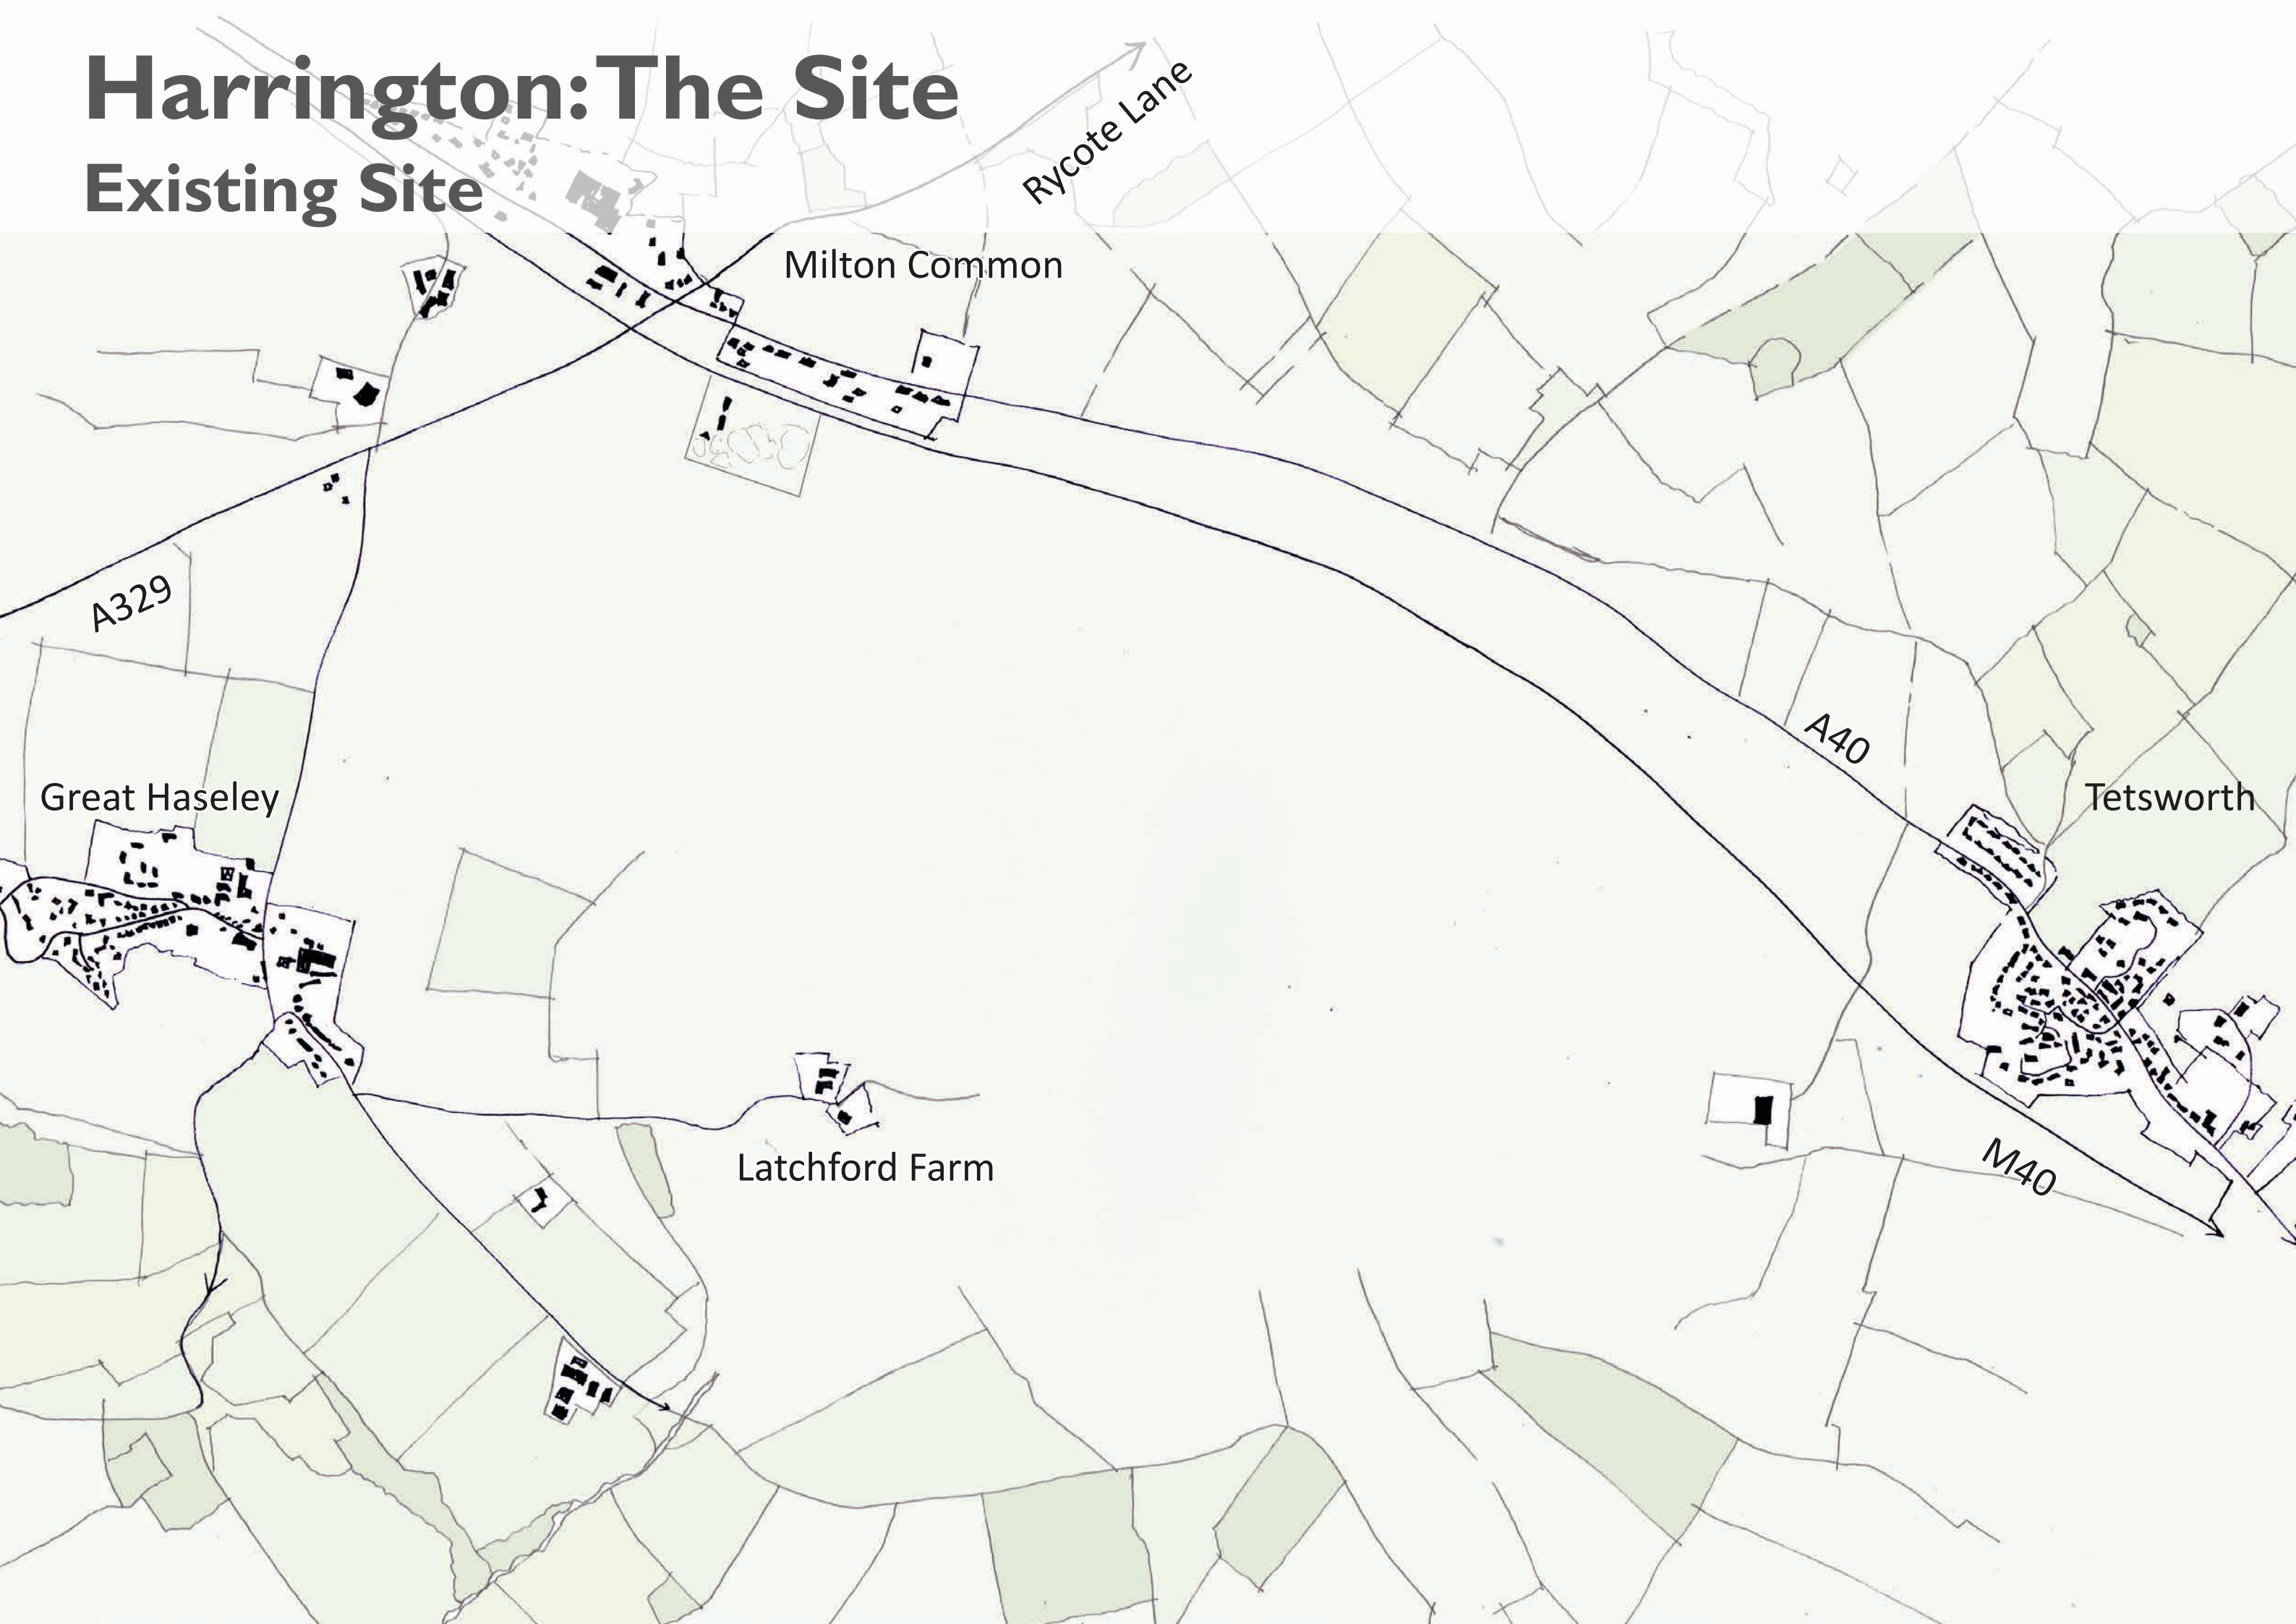 Harrington: The Site
Existing Site
Rycote Lane
Milton Common
A329
A40
Great Haseley
Tetsworth
Latchford Farm
M40